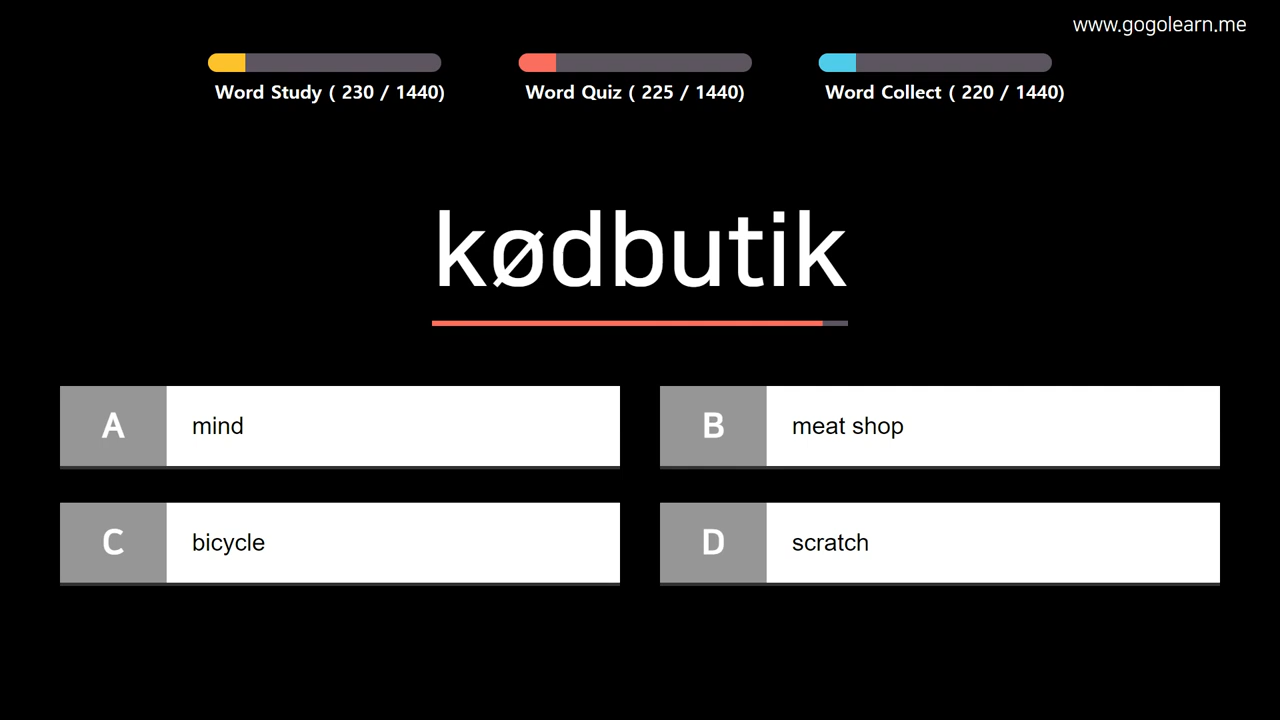 www.gogolearn.me
Word Study ( 230 / 1440)
Word Quiz ( 225 / 1440)
Word Collect ( 220 / 1440)
kødbutik
A mind
B meat shop
C bicycle
D scratch